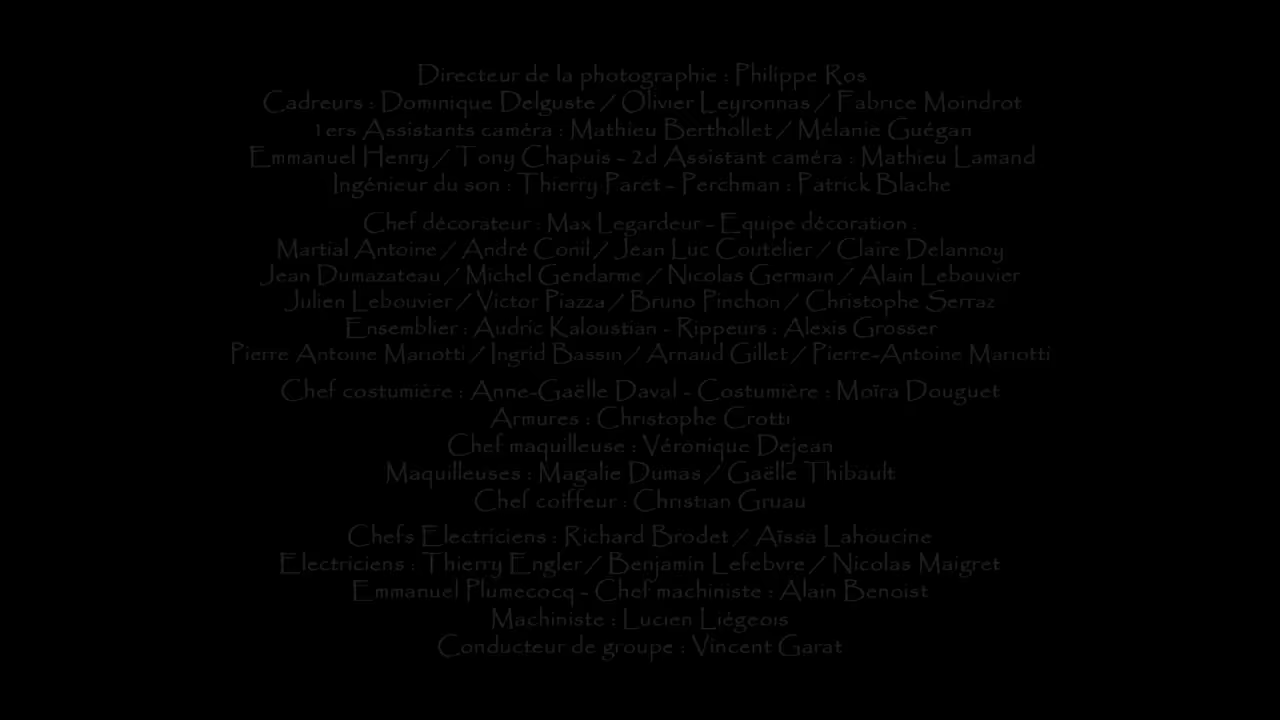 Directeur de la photographie : Philippe Ros
Cadreurs : Dominique Delguste / Olivier Leyronnas / Fabrice Moindrot
1ers Assistants caméra : Mathieu Berthollet / Mélanie Guégan
Emmanuel Henry / Tony Chapuis - 2d Assistant caméra : Mathieu Lamand
Ingénieur du son : Thierry Paret - Perchman : Patrick Blache
Chef décorateur : Max Legardeur - Equipe décoration :
Martial Antoine / André Conil / Jean Luc Coutelier / Claire Delannoy
Jean Dumazateau / Michel Gendarme / Nicolas Germain / Alain Lebouvier
Julien Lebouvier / Victor Piazza / Bruno Pinchon / Christophe Serraz
Ensemblier : Audric Kaloustian - Rippeurs : Alexis Grosser
Pierre Antoine Mariotti / Ingrid Bassin / Arnaud Gillet / Pierre-Antoine Mariotti
Chef costumière : Anne-Gaëlle Daval - Costumière : Moïra Douguet
Armures : Christophe Crotti
Chef maquilleuse : Véronique Dejean
Maquilleuses : Magalie Dumas / Gaëlle Thibault
Chef coiffeur : Christian Gruau
Chefs Electriciens : Richard Brodet / Aïssa Lahoucine
Electriciens : Thierry Engler / Benjamin Lefebvre / Nicolas Maigret
Emmanuel Plumecocq - Chef machiniste : Alain Benoist
Machiniste : Lucien Liégeois
Conducteur de groupe : Vincent Garat